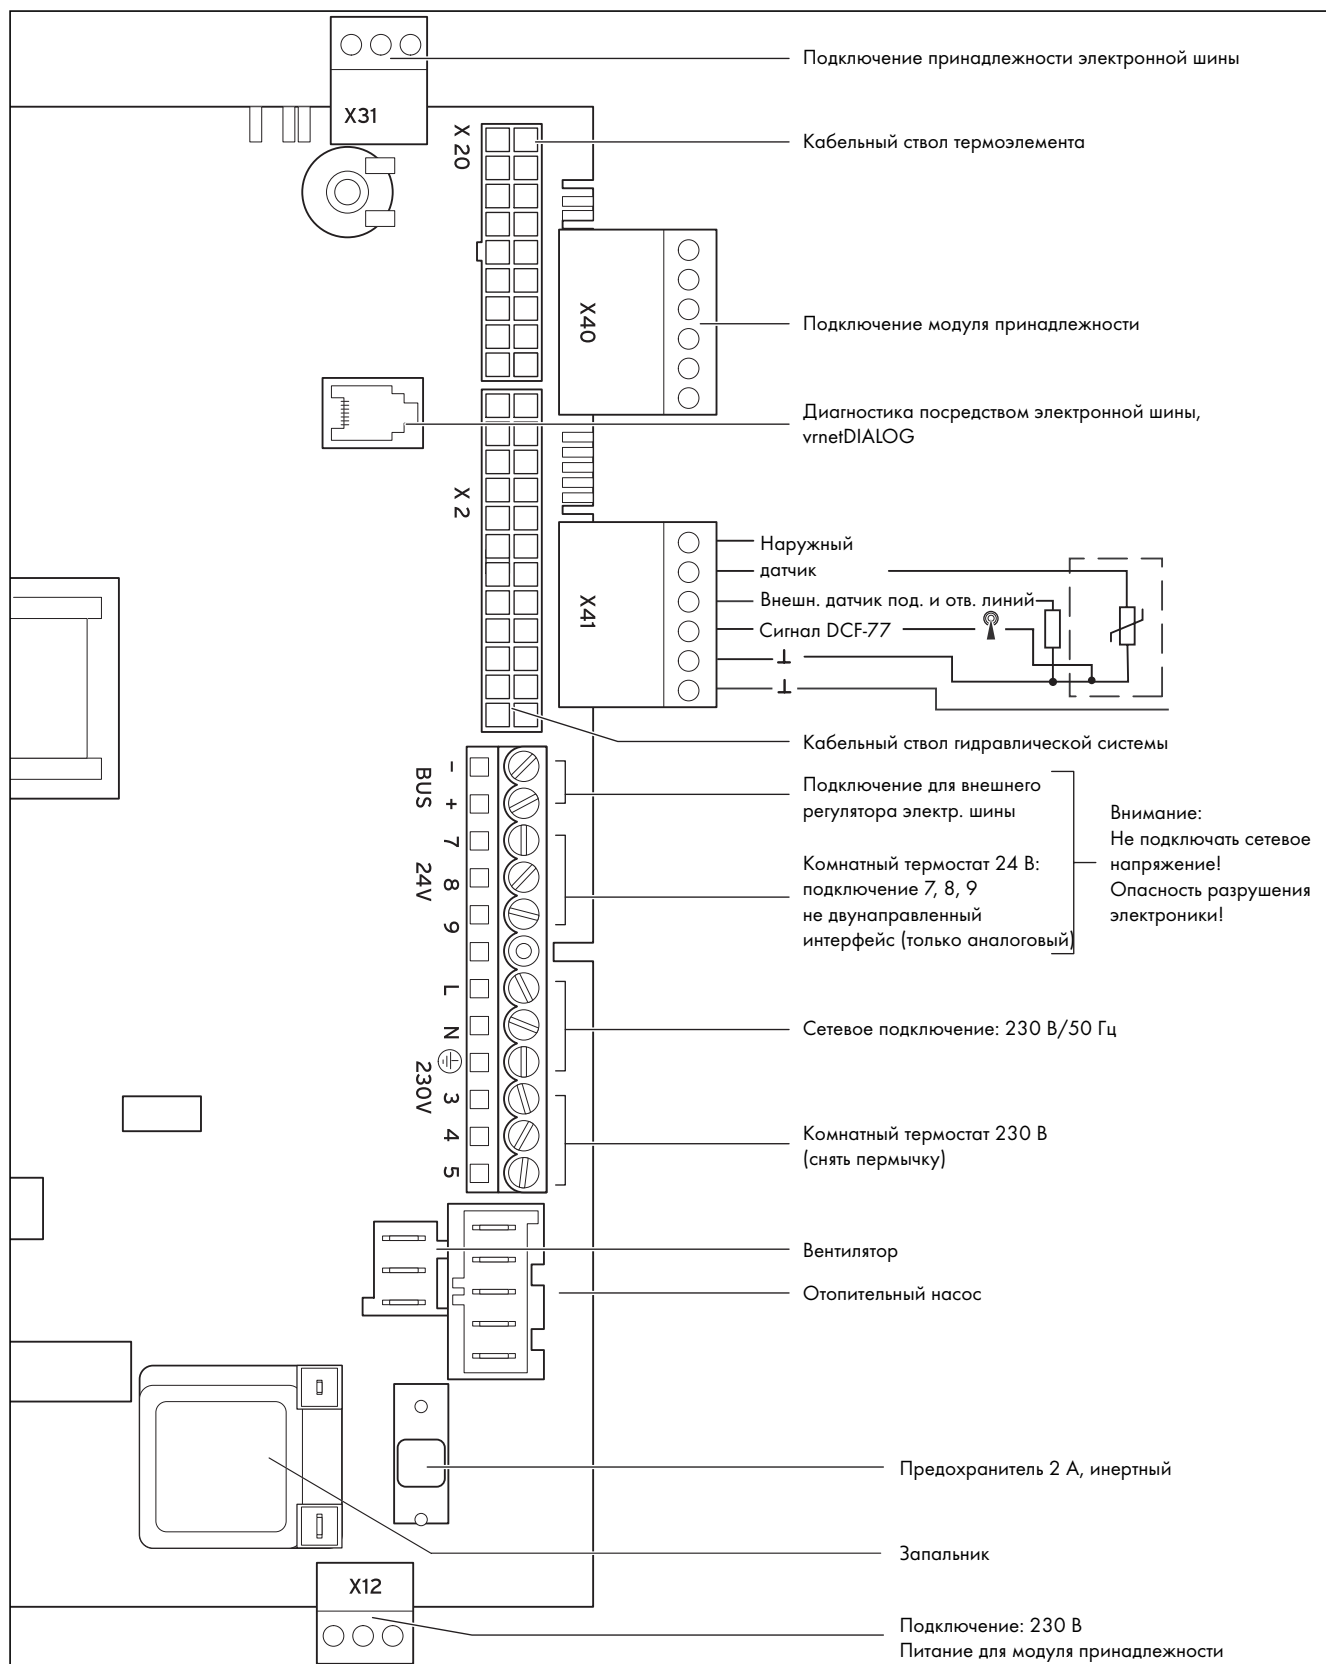 Подключение принадлежности электронной шины
X31
X 20
Кабельный ствол термоэлемента
X40
Подключение модуля принадлежности
Диагностика посредством электронной шины,
vrnetDIALOG
X 2
X41
Наружный
датчик
Внешн. датчик под. и отв. линий
Сигнал DCF-77
Кабельный ствол гидравлической системы
BUS
- +
Подключение для внешнего
регулятора электр. шины
24V
7 8 9
Комнатный термостат 24 В:
подключение 7, 8, 9
не двунаправленный
интерфейс (только аналоговый)
Внимание:
Не подключать сетевое
напряжение!
Опасность разрушения
электроники!
L N
Сетевое подключение: 230 В/50 Гц
230V
3 4 5
Комнатный термостат 230 В
(снять пермычку)
Вентилятор
Отопительный насос
Предохранитель 2 А, инертный
Запальник
X12
Подключение: 230 В
Питание для модуля принадлежности